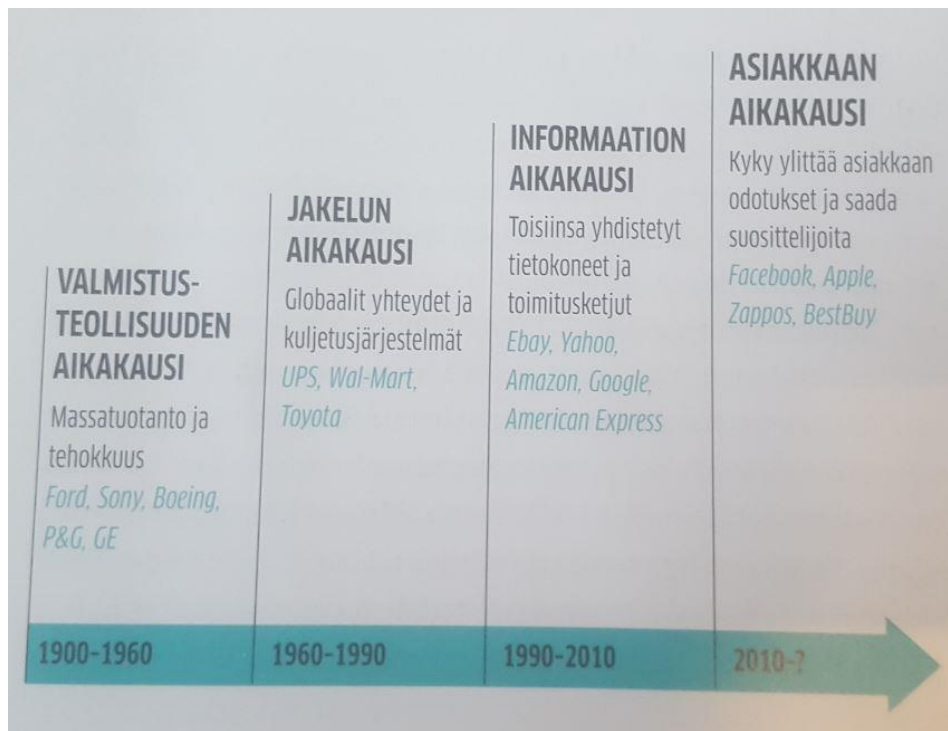 VALMISTUS-
TEOLLISUUDEN
AIKAKAUSI
Massatuotanto ja
tehokkuus
Ford, Sony, Boeing,
P&G, GE
1900-1960
JAKELUN
AIKAKAUSI
Globaalit yhteydet ja
kuljetusjärjestelmät
UPS, Wal-Mart,
Toyota
1960-1990
INFORMAATION
AIKAKAUSI
Toisiinsa yhdistetyt
tietokoneet ja
toimitusketjut
Ebay, Yahoo,
Amazon, Google,
American Express
1990-2010
ASIAKKAAN
AIKAKAUSI
Kyky ylittää asiakkaan
odotukset ja saada
suosittelijoita
Facebook, Apple,
Zappos, BestBuy
2010-?